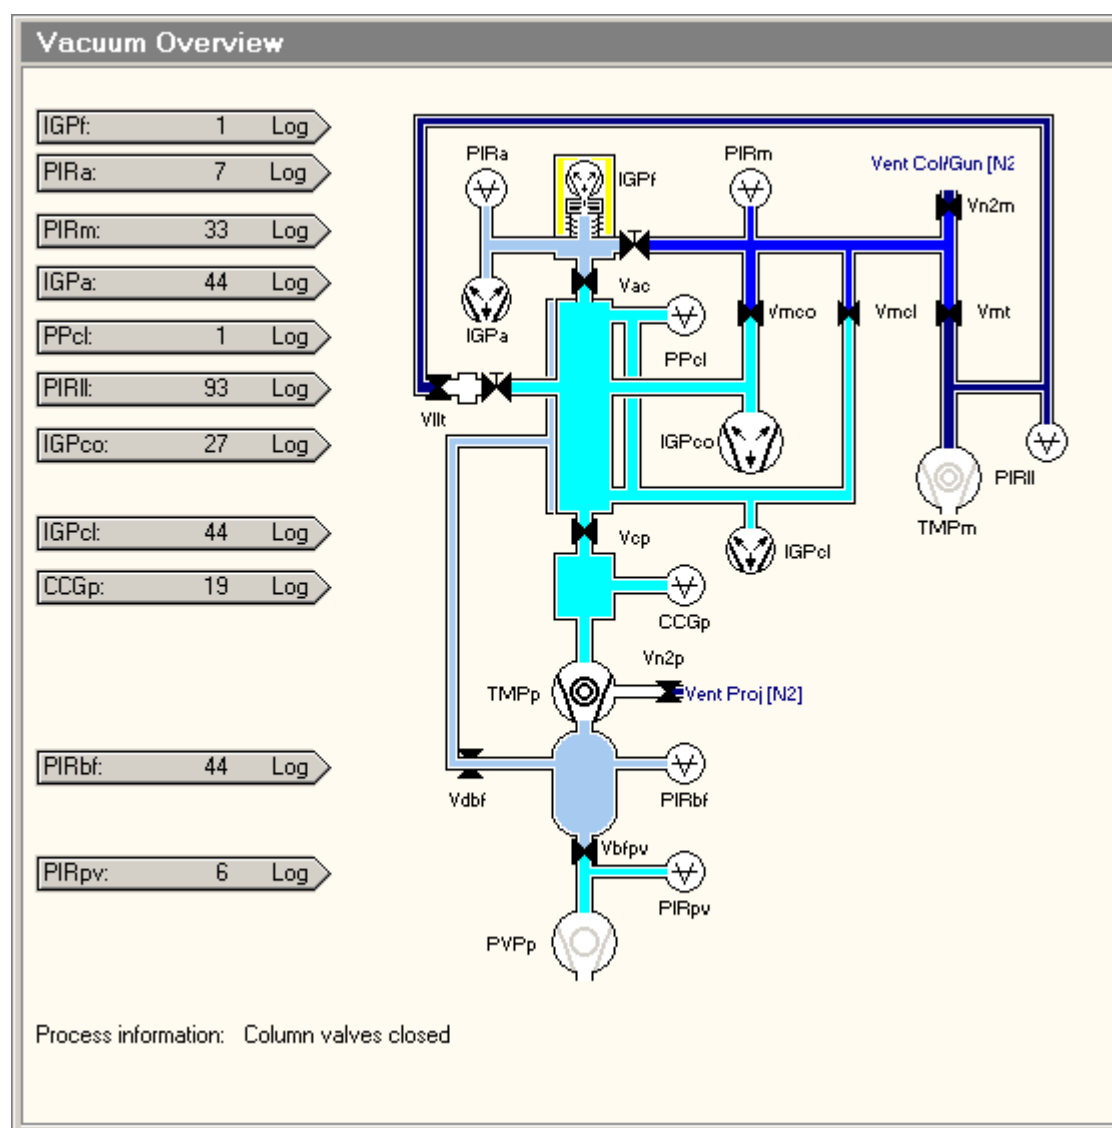 Vacuum Overview
IGPf: 1 Log
PIRa: 7 Log
PIRm: 33 Log
IGPa: 44 Log
PPcl: 1 Log
PIRll: 93 Log
IGPco: 27 Log
IGPcl: 44 Log
CCGp: 19 Log
PIRbf: 44 Log
PIRpv: 6 Log
PIRa
IGPf
PIRm
Vent Col/Gun [N2
Vn2m
Vac
IGPa
PPcl
Vmco
Vmcl
Vmt
Vllt
IGPco
PIRll
TMPm
Vcp
IGPcl
CCGp
Vn2p
TMPp
Vent Proj [N2]
Vdbf
PIRbf
Vbfpv
PIRpv
PVPp
Process information: Column valves closed